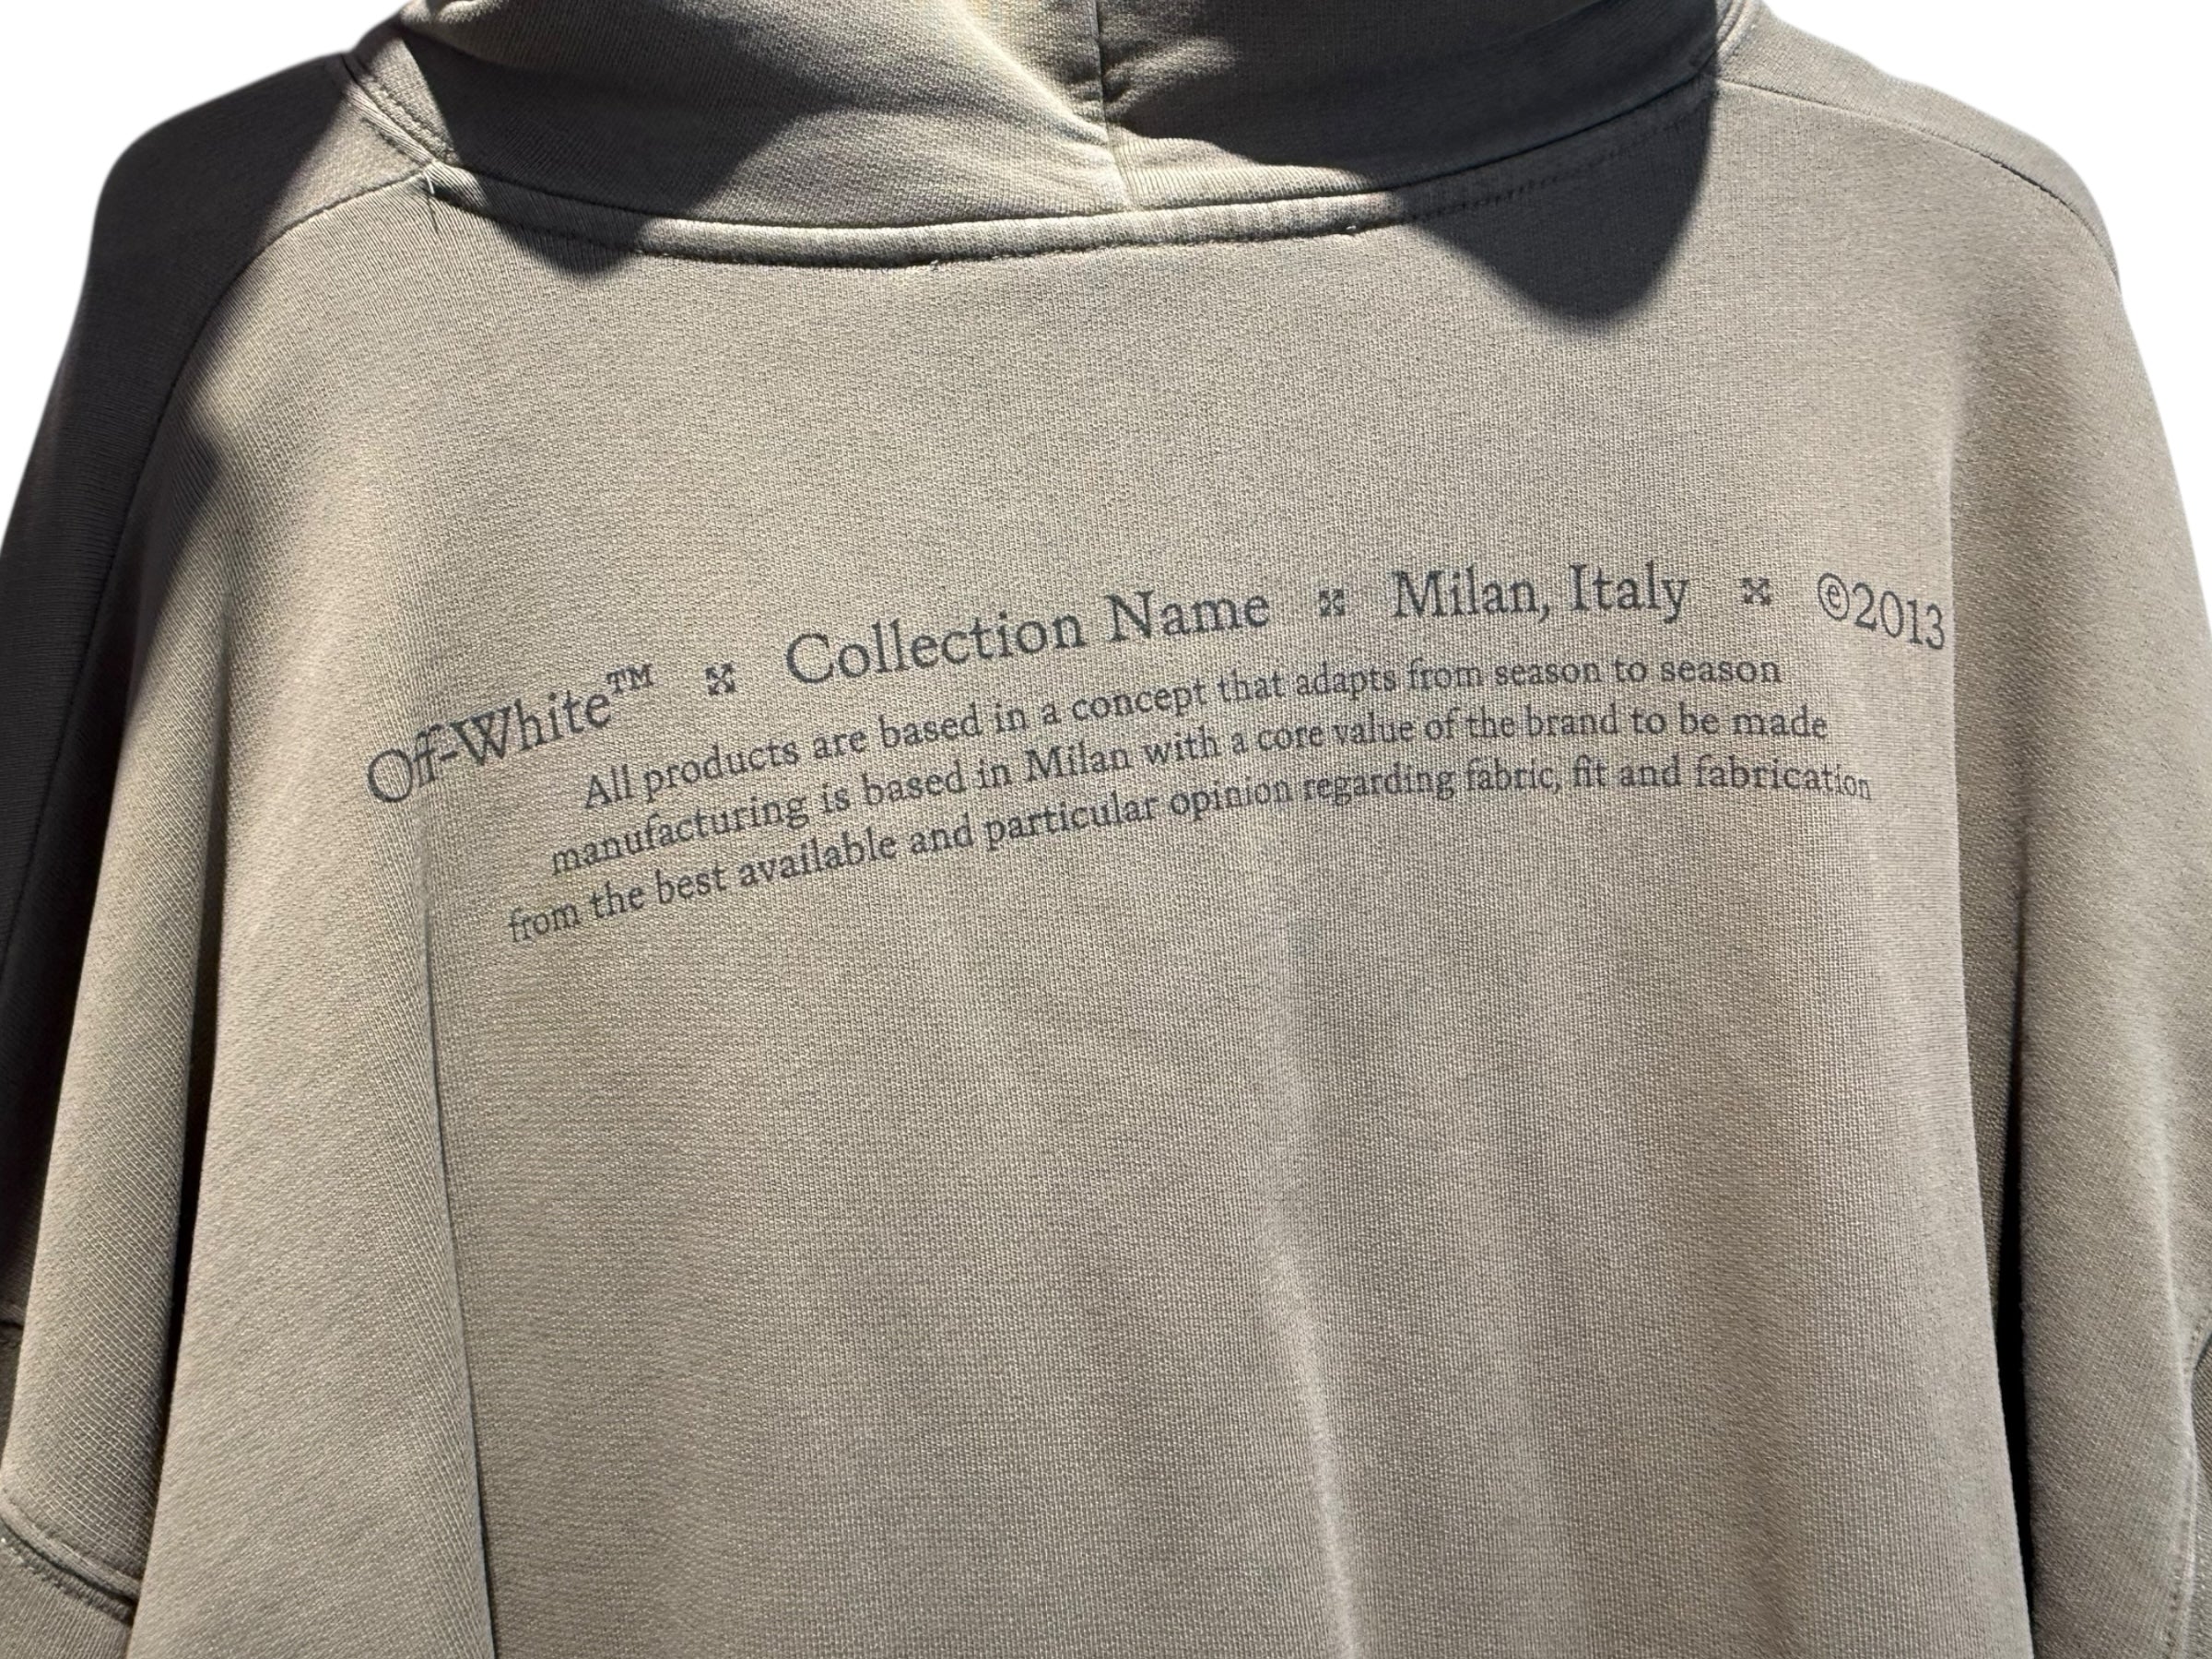 Off-White™ Collection Name Milan, Italy ©2013
All products are based in a concept that adapts from season to season
manufacturing is based in Milan with a core value of the brand to be made
from the best available and particular opinion regarding fabric, fit and fabrication